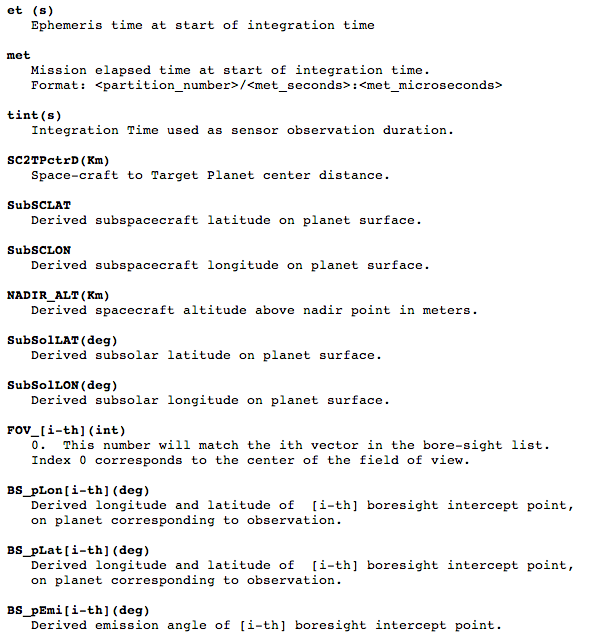 et (s)
Ephemeris time at start of integration time
met
Mission elapsed time at start of integration time.
Format: <partition_number>/<met_seconds>:<met_microseconds>
tint(s)
Integration Time used as sensor observation duration.
SC2TPctrD(Km)
Space-craft to Target Planet center distance.
SubSCLAT
Derived subspacecraft latitude on planet surface.
SubSCLON
Derived subspacecraft longitude on planet surface.
NADIR_ALT(Km)
Derived spacecraft altitude above nadir point in meters.
SubSolLAT(deg)
Derived subsolar latitude on planet surface.
SubSolLON(deg)
Derived subsolar longitude on planet surface.
FOV_[i-th](int)
0.  This number will match the ith vector in the bore-sight list.
Index 0 corresponds to the center of the field of view.
BS_pLon[i-th](deg)
Derived longitude and latitude of  [i-th] boresight intercept point,
on planet corresponding to observation.
BS_pLat[i-th](deg)
Derived longitude and latitude of  [i-th] boresight intercept point,
on planet corresponding to observation.
BS_pEmi[i-th](deg)
Derived emission angle of [i-th] boresight intercept point.